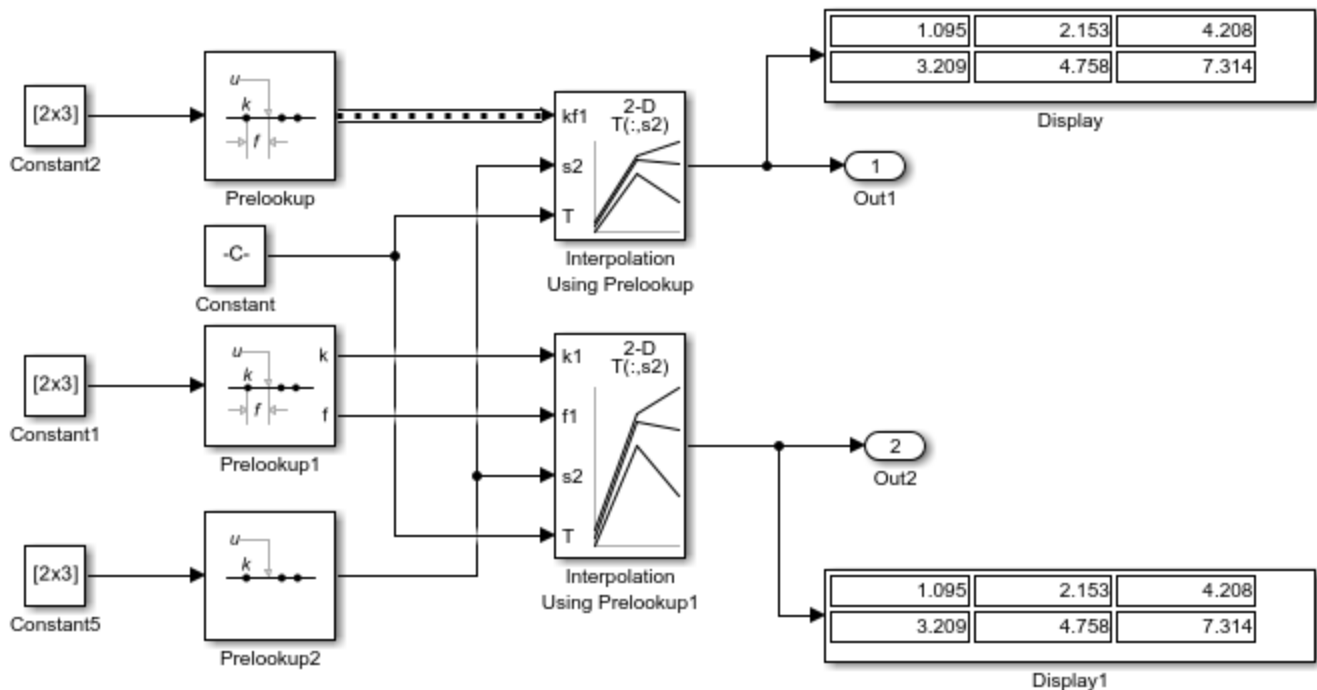 1.095 2.153 4.208
3.209 4.758 7.314
Display
[2x3]
Constant2
u
k
f
Prelookup
2-D
T(:,s2)
kf1
s2
T
Interpolation
Using Prelookup
1
Out1
-C-
Constant
[2x3]
Constant1
u
k
f
k
f
Prelookup1
2-D
T(:,s2)
k1
f1
s2
T
Interpolation
Using Prelookup1
2
Out2
[2x3]
Constant5
u
k
Prelookup2
1.095 2.153 4.208
3.209 4.758 7.314
Display1